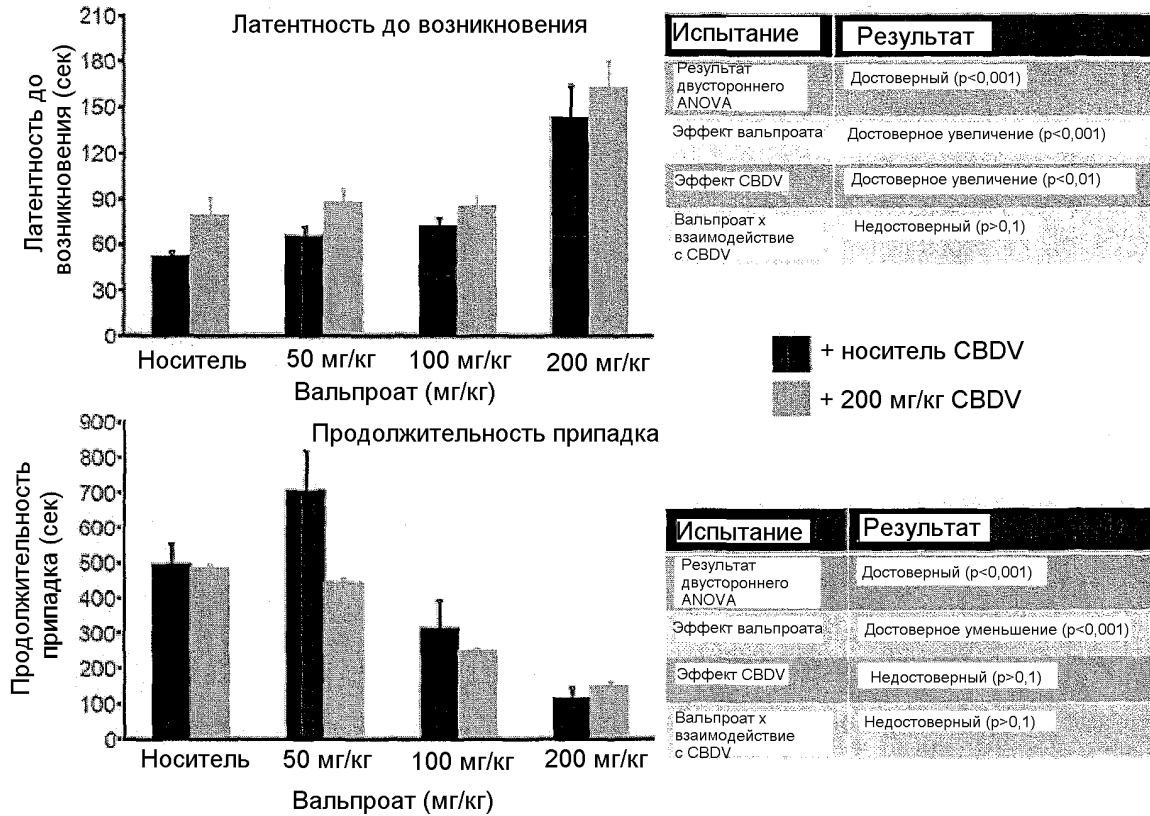 Латентность до возникновения
Латентность до
возникновения (сек)
210
180
150
120
90
60
30
0
Носитель
50 мг/кг
100 мг/кг
200 мг/кг
Вальпроат (мг/кг)
Испытание
Результат
Результат
двустороннего
ANOVA
Достоверный (p<0,001)
Эффект вальпроата
Достоверное увеличение (p<0,001)
Эффект CBDV
Достоверное увеличение (p<0,01)
Вальпроат х
взаимодействие
с CBDV
Недостоверный (p>0,1)
+ носитель CBDV
+ 200 мг/кг CBDV
Продолжительность припадка
Продолжительность
припадка (сек)
900
800
700
600
500
400
300
200
100
0
Носитель
50 мг/кг
100 мг/кг
200 мг/кг
Вальпроат (мг/кг)
Испытание
Результат
Результат
двустороннего
ANOVA
Достоверный (p<0,001)
Эффект вальпроата
Достоверное уменьшение (p<0,001)
Эффект CBDV
Недостоверный (p>0,1)
Вальпроат х
взаимодействие
с CBDV
Недостоверный (p>0,1)